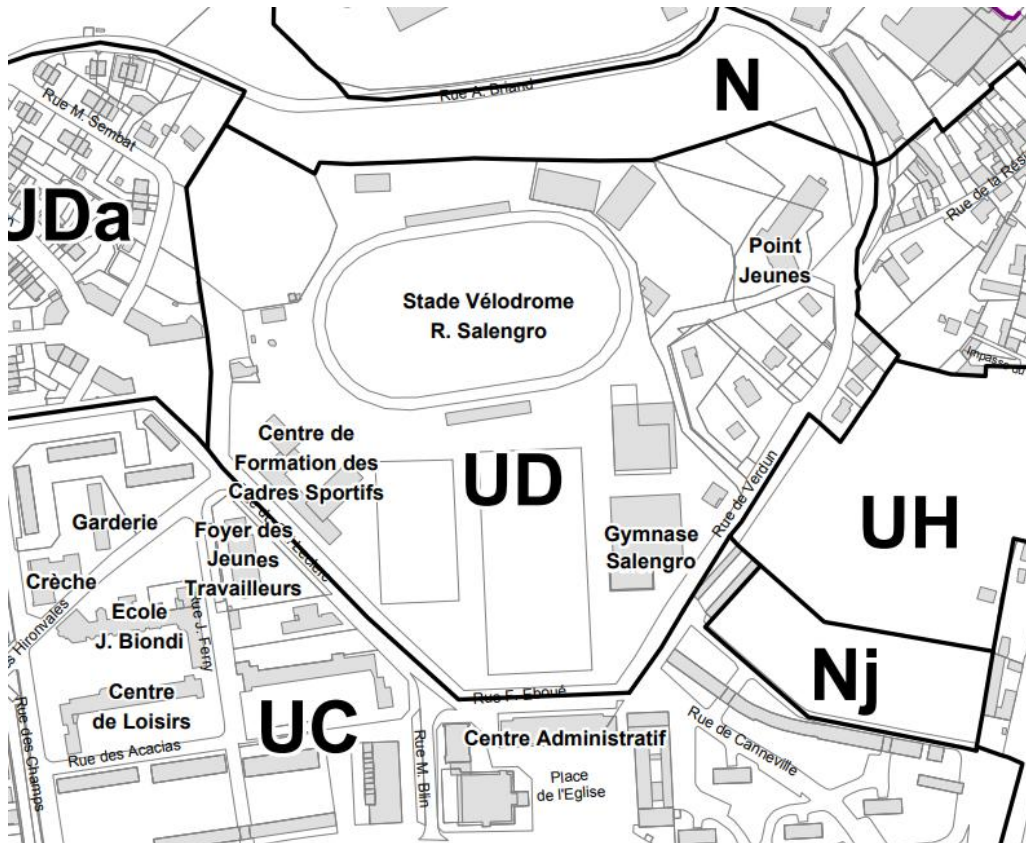 N
Rue A. Briand
Rue M. Sembat
UDa
Rue de la Rés
Point
Jeunes
Stade Vélodrome
R. Salengro
Impasse du
Centre de
Formation des
Cadres Sportifs
UD
Rue de Verdun
UH
Garderie
Foyer des
Jeunes
Travailleurs
Leclerc
Gymnase
Salengro
Crèche
Ecole
J. Biondi
Rue J. Ferry
s Hironvales
Nj
Centre
de Loisirs
Rue F. Eboué
UC
Rue des Champs
Rue des Acacias
Rue M. Blin
Centre Administratif
Rue de Canneville
Place
de l'Eglise